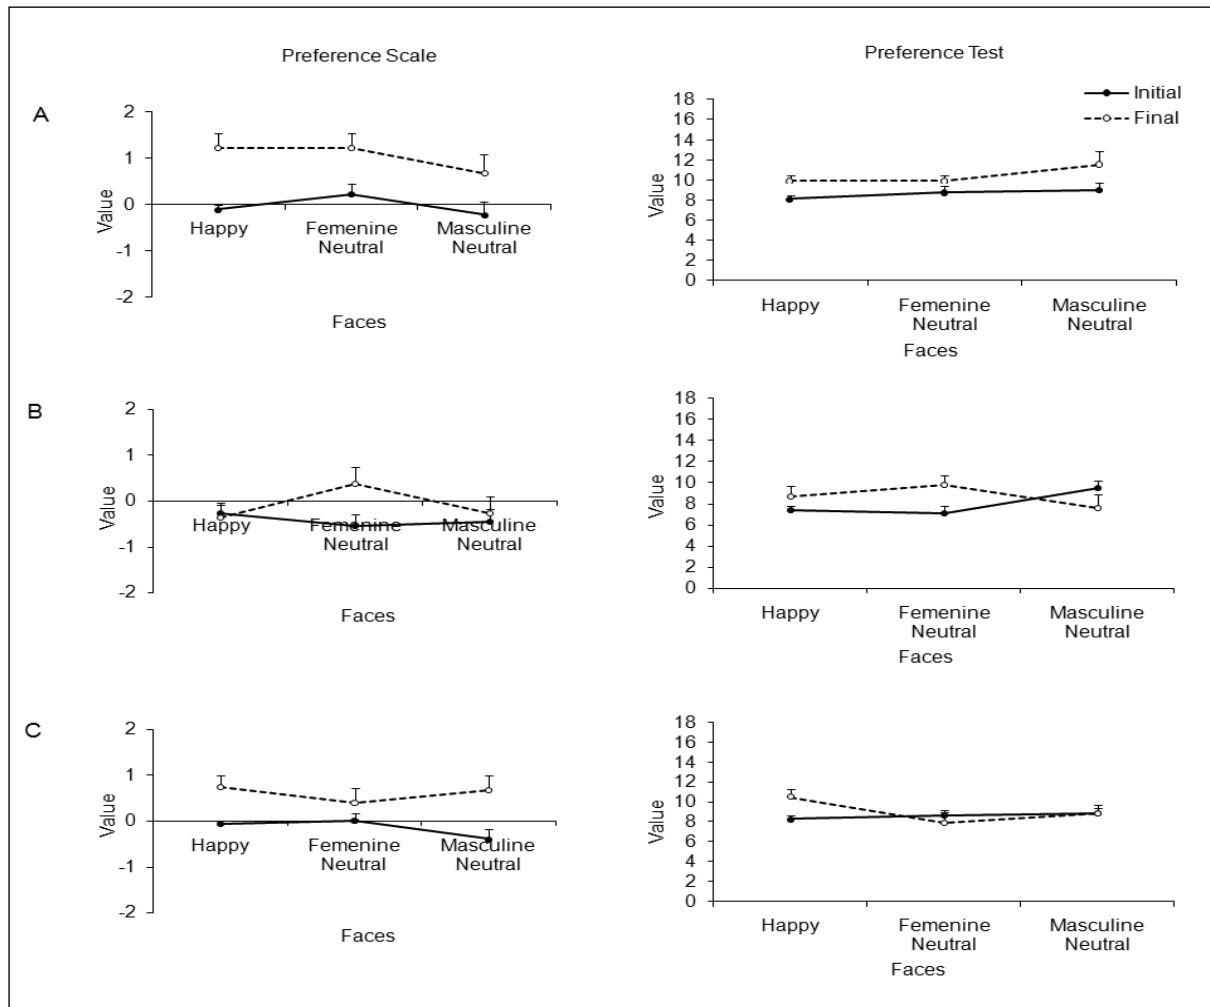 Preference Scale
Preference Test
A
2
1
0
-1
-2
Value
Happy
Femenine
Neutral
Masculine
Neutral
Faces
18
16
14
12
10
8
6
4
2
0
Value
Initial
Final
Happy
Femenine
Neutral
Masculine
Neutral
Faces
B
2
1
0
-1
-2
Value
Happy
Femenine
Neutral
Masculine
Neutral
Faces
18
16
14
12
10
8
6
4
2
0
Value
Happy
Femenine
Neutral
Masculine
Neutral
Faces
C
2
1
0
-1
-2
Value
Happy
Femenine
Neutral
Masculine
Neutral
Faces
18
16
14
12
10
8
6
4
2
0
Value
Happy
Femenine
Neutral
Masculine
Neutral
Faces